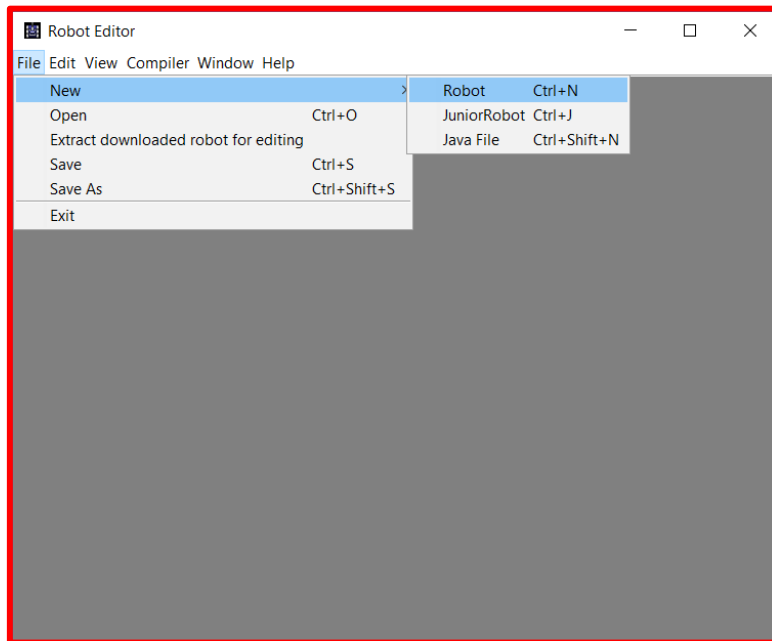 Robot Editor
File Edit View Compiler Window Help
New > Robot Ctrl+N
Open Ctrl+O JuniorRobot Ctrl+J
Extract downloaded robot for editing Java File Ctrl+Shift+N
Save Ctrl+S
Save As Ctrl+Shift+S
Exit